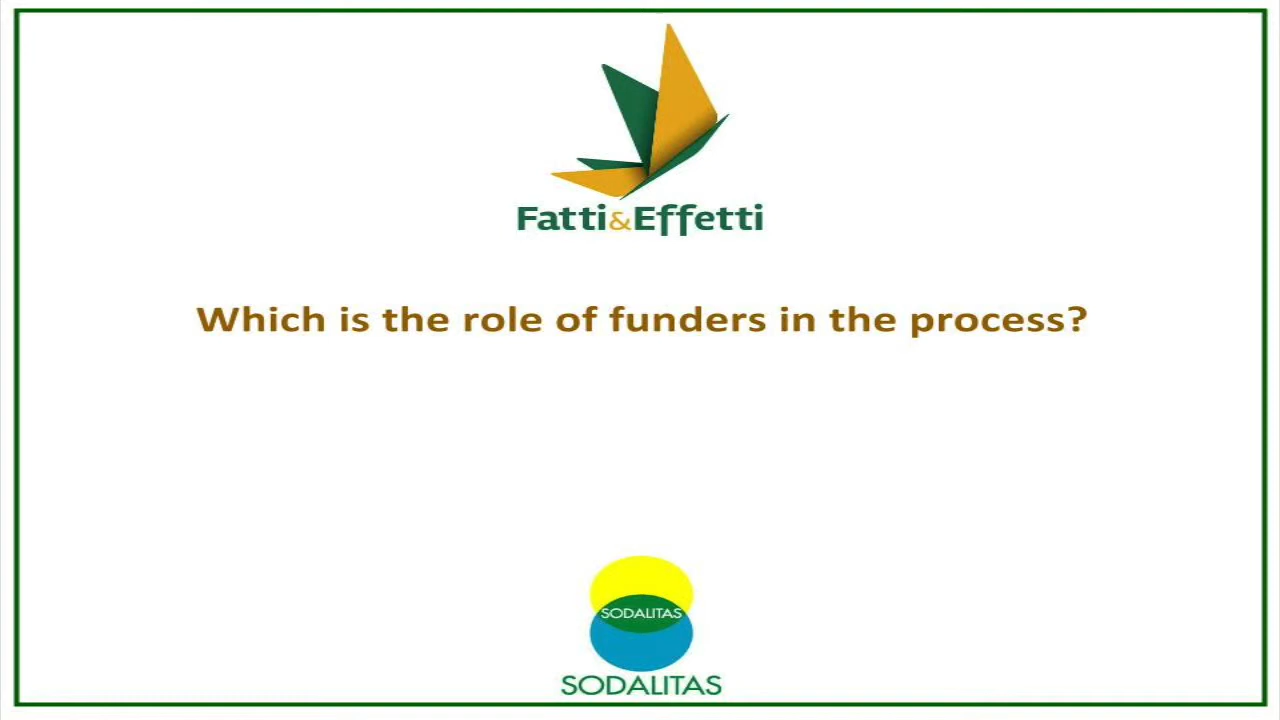 Fatti&Effetti
Which is the role of funders in the process?
SODALITAS
SODALITAS